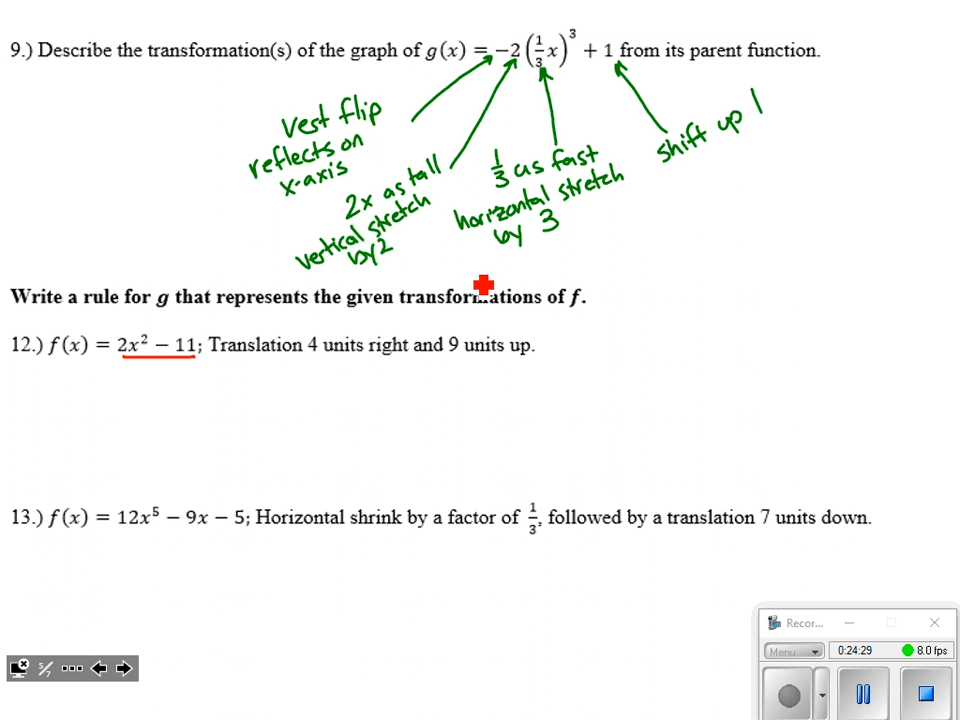 9.) Describe the transformation(s) of the graph of g(x) = −2(1/3 x)³ + 1 from its parent function.
vest flip
reflects on
x-axis
2x as tall
vertical stretch
by 2
1/3 as fast
horizontal stretch
by 3
shift up 1
Write a rule for g that represents the given transformations of f.
12.) f(x) = 2x² − 11; Translation 4 units right and 9 units up.
13.) f(x) = 12x⁵ − 9x − 5; Horizontal shrink by a factor of 1/3, followed by a translation 7 units down.
Recor...
Menu
0:24:29
8.0 fps
5/7